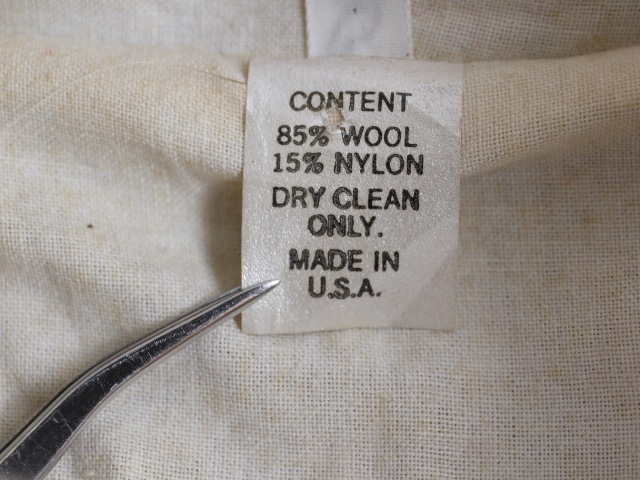 CONTENT
85% WOOL
15% NYLON
DRY CLEAN
ONLY.
MADE IN
U.S.A.